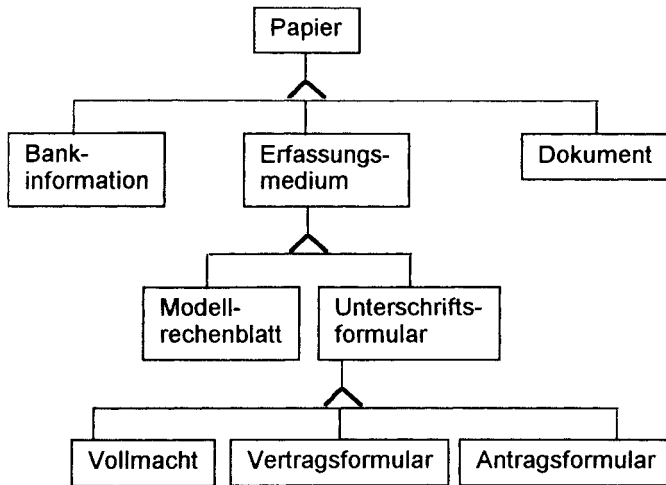 Papier
Bank-
information
Erfassungs-
medium
Dokument
Modell-
rechenblatt
Unterschrifts-
formular
Vollmacht
Vertragsformular
Antragsformular